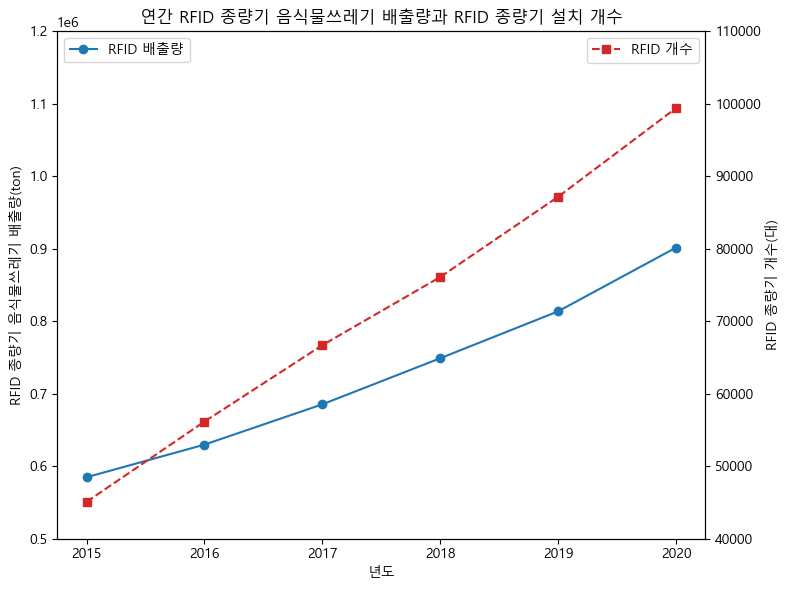 연간 RFID 종량기 음식물쓰레기 배출량과 RFID 종량기 설치 개수
1e6
RFID 배출량
RFID 개수
RFID 종량기 음식물쓰레기 배출량(ton)
1.2
1.1
1.0
0.9
0.8
0.7
0.6
0.5
110000
100000
90000
80000
70000
60000
50000
40000
RFID 종량기 개수(대)
2015 2016 2017 2018 2019 2020
년도